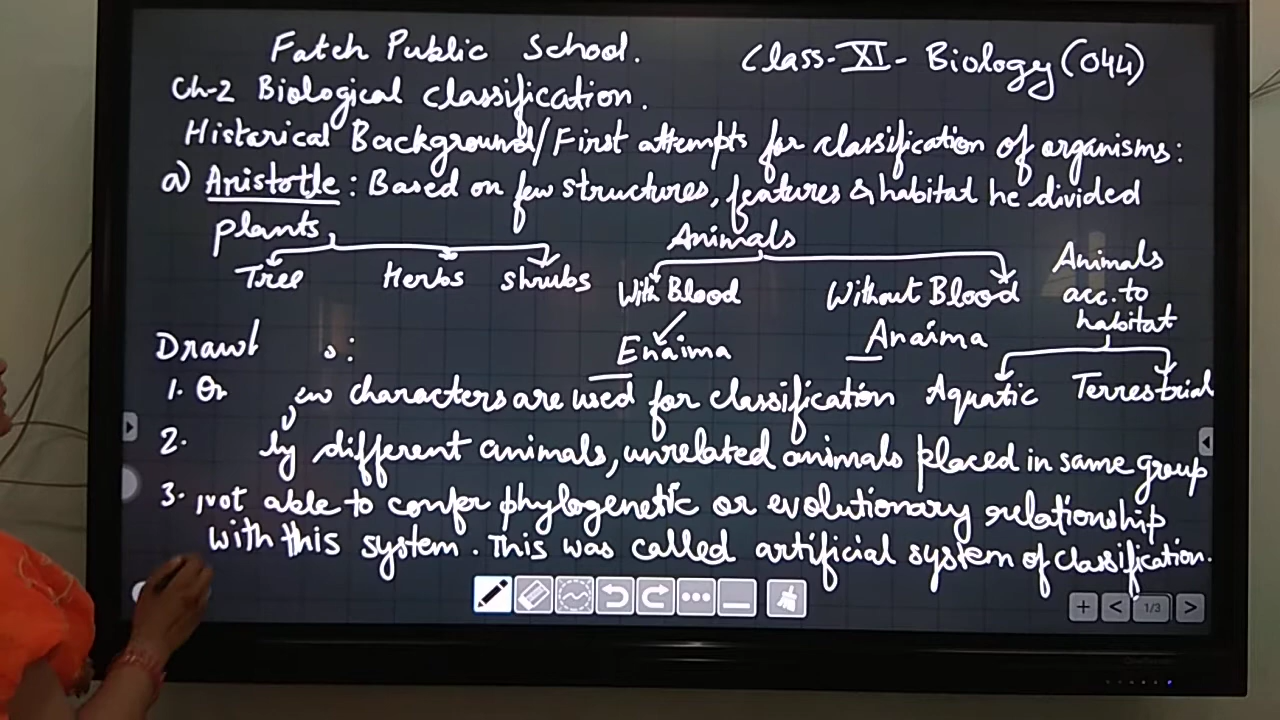 Fateh Public School. Class-XI- Biology (044)
Ch-2 Biological classification.
Historical Background/First attempts for classification of organisms:
a) Aristotle: Based on few structures, features & habitat he divided
plants, Animals
Tree Herbs shrubs With Blood Without Blood Animals acc. to habitat
Enaima Anaima Aquatic Terrestrial
1. characters are used for classification
2. different animals, unrelated animals placed in same group
3. not able to confer phylogenetic or evolutionary relationship
with this system. This was called artificial system of classification.
1/3